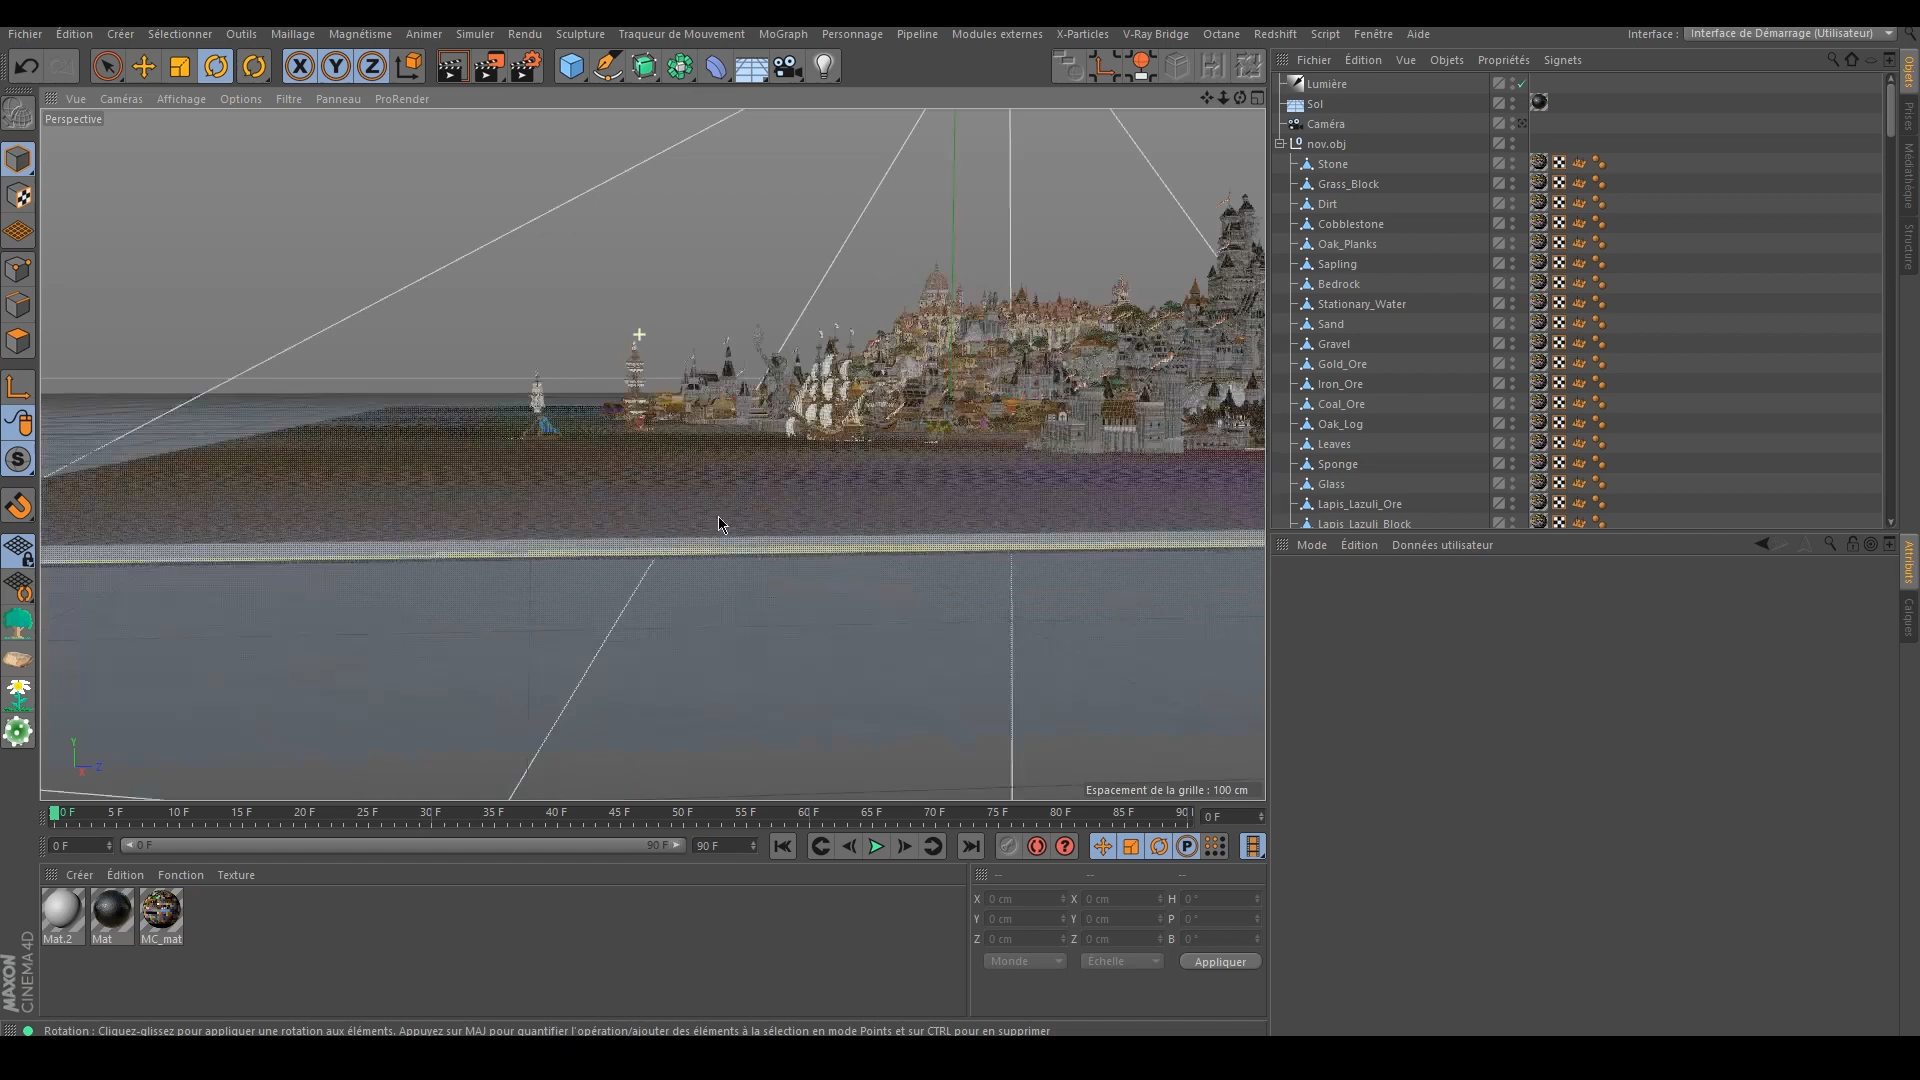 Fichier Édition Créer Sélectionner Outils Maillage Magnétisme Animer Simuler Rendu Sculpture Traqueur de Mouvement MoGraph Personnage Pipeline Modules externes X-Particles V-Ray Bridge Octane Redshift Script Fenêtre Aide Interface : Interface de Démarrage (Utilisateur)
Fichier Édition Vue Objets Propriétés Signets
Vue Caméras Affichage Options Filtre Panneau ProRender
Perspective
Lumière
Sol
Caméra
nov.obj
Stone
Grass_Block
Dirt
Cobblestone
Oak_Planks
Sapling
Bedrock
Stationary_Water
Sand
Gravel
Gold_Ore
Iron_Ore
Coal_Ore
Oak_Log
Leaves
Sponge
Glass
Lapis_Lazuli_Ore
Lapis_Lazuli_Block
Objets
Prises
Médiathèque
Structure
Mode Édition Données utilisateur
Attributs
Calques
Y
Z
X
Espacement de la grille : 100 cm
0 F 5 F 10 F 15 F 20 F 25 F 30 F 35 F 40 F 45 F 50 F 55 F 60 F 65 F 70 F 75 F 80 F 85 F 90 0 F
0 F 0 F 90 F 90 F
Créer Édition Fonction Texture
-- -- --
X 0 cm X 0 cm H 0 °
Y 0 cm Y 0 cm P 0 °
Z 0 cm Z 0 cm B 0 °
Monde Echelle Appliquer
Mat.2 Mat MC_mat
MAXON
CINEMA 4D
Rotation : Cliquez-glissez pour appliquer une rotation aux éléments. Appuyez sur MAJ pour quantifier l'opération/ajouter des éléments à la sélection en mode Points et sur CTRL pour en supprimer